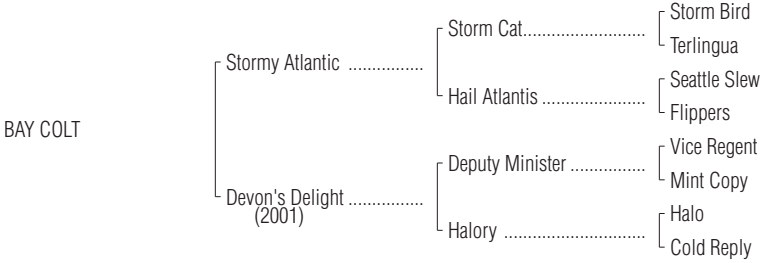 Storm Bird
Storm Cat..........................
Terlingua
Stormy Atlantic ................
Seattle Slew
Hail Atlantis ......................
Flippers
BAY COLT
Vice Regent
Deputy Minister ................
Mint Copy
Devon's Delight ................
(2001)
Halo
Halory ..............................
Cold Reply